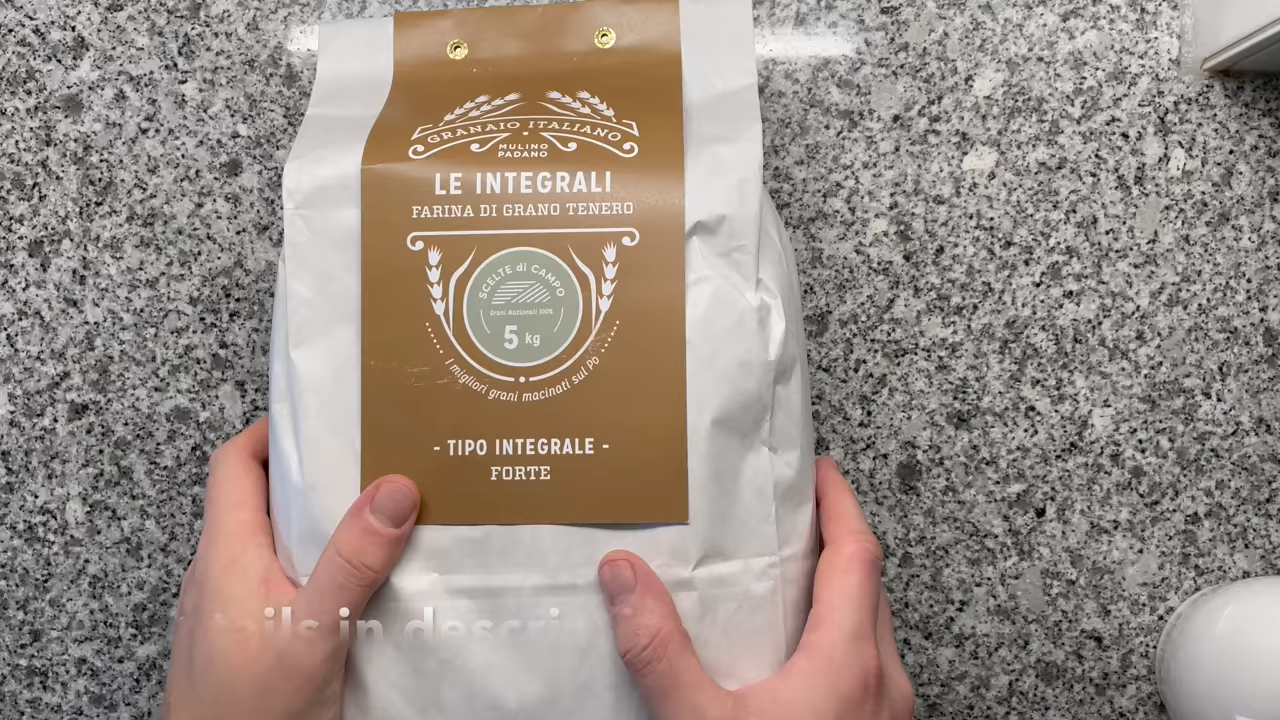 GRANAIO ITALIANO
MULINO
PADANO
LE INTEGRALI
FARINA DI GRANO TENERO
SCELTE di CAMPO
Grani Nazionali 100%
5 kg
I migliori grani macinati sul PO
- TIPO INTEGRALE -
FORTE
in